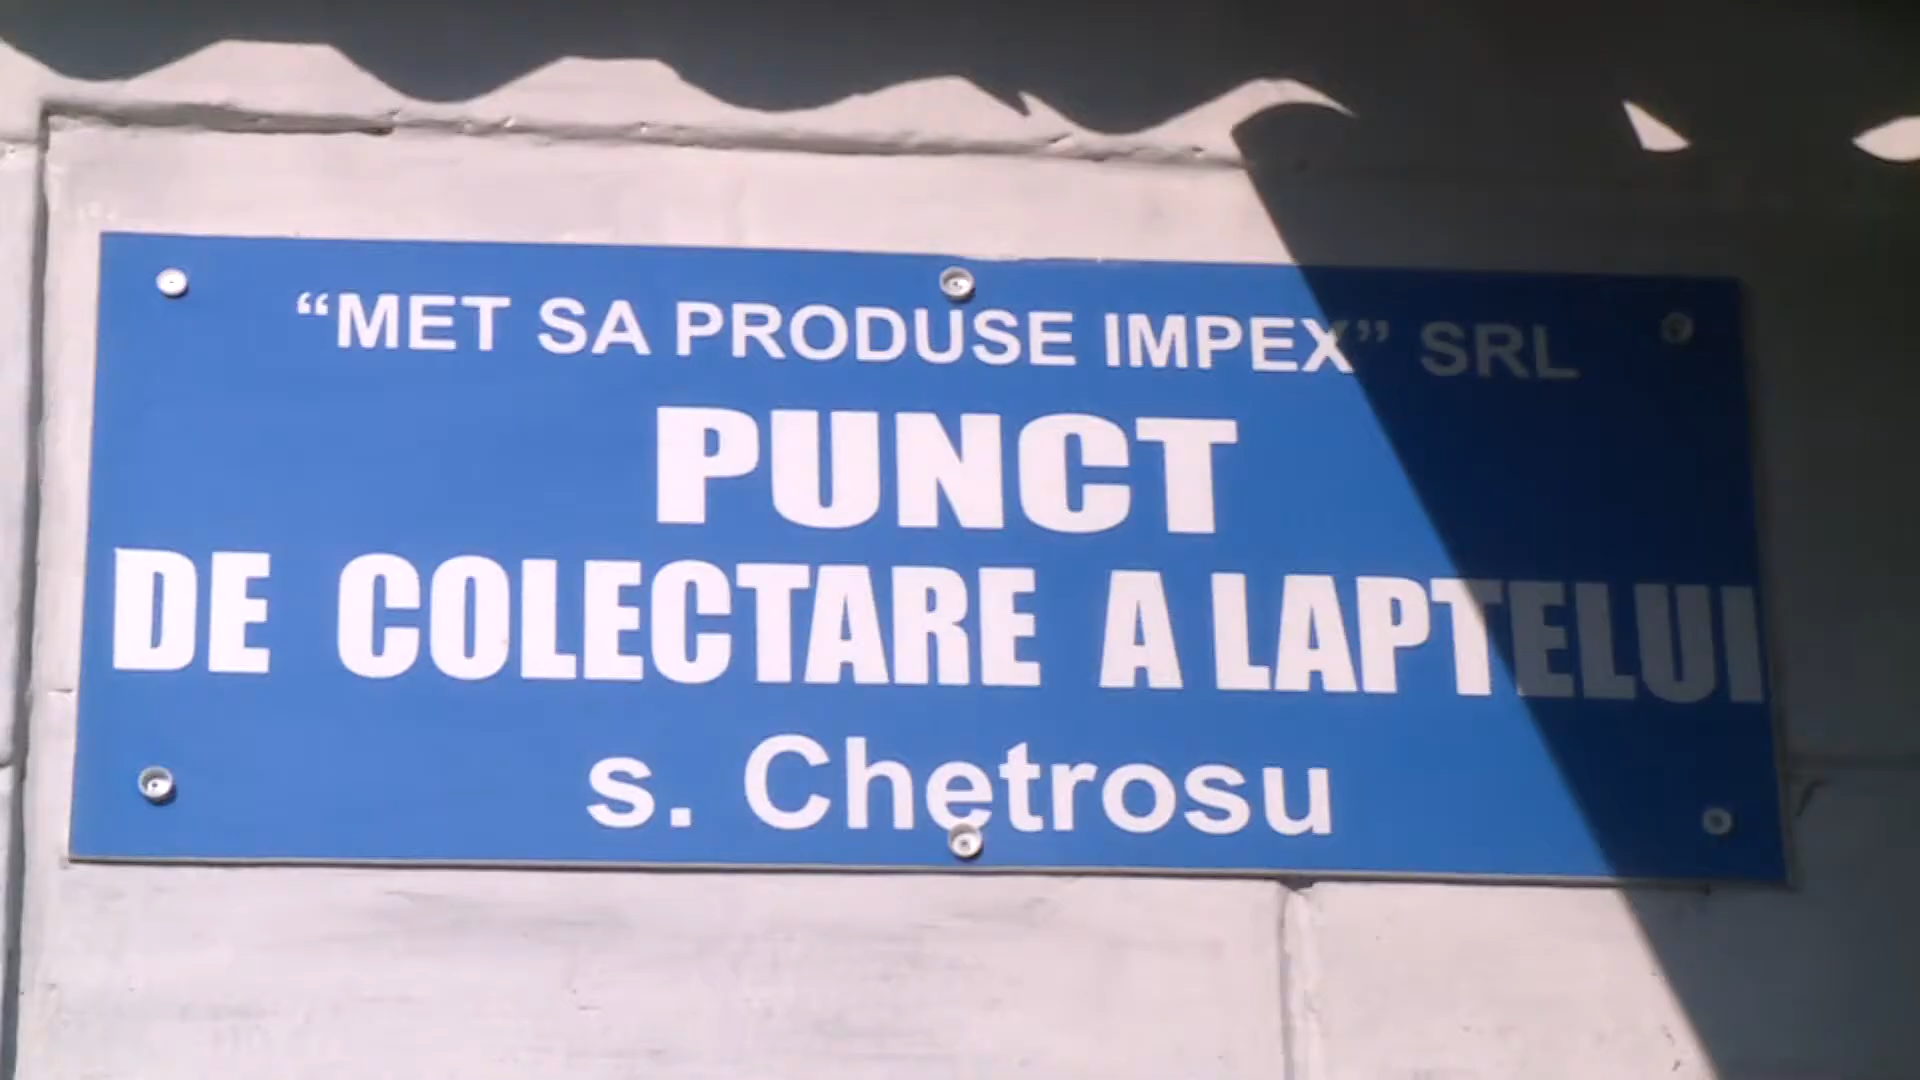 “MET SA PRODUSE IMPEX” SRL
PUNCT
DE COLECTARE A LAPTELUI
s. Chetrosu